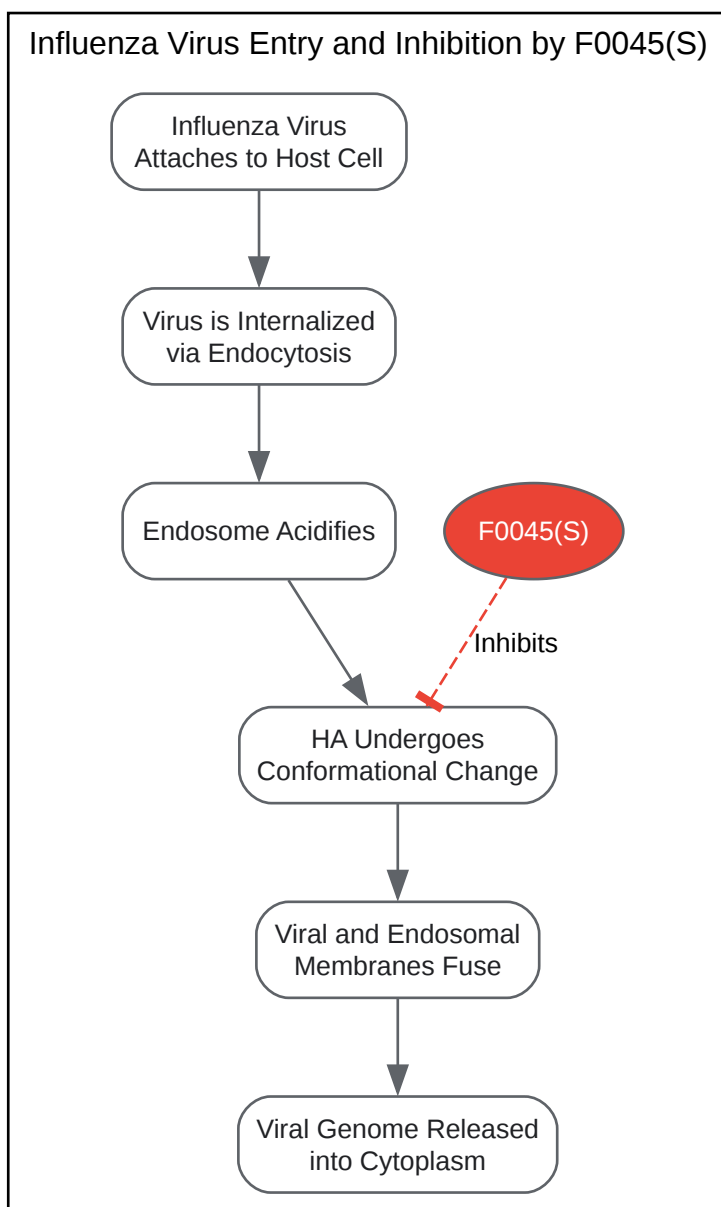 Influenza Virus Entry and Inhibition by F0045(S)
Influenza Virus
Attaches to Host Cell
Virus is Internalized
via Endocytosis
Endosome Acidifies
F0045(S)
Inhibits
HA Undergoes
Conformational Change
Viral and Endosomal
Membranes Fuse
Viral Genome Released
into Cytoplasm